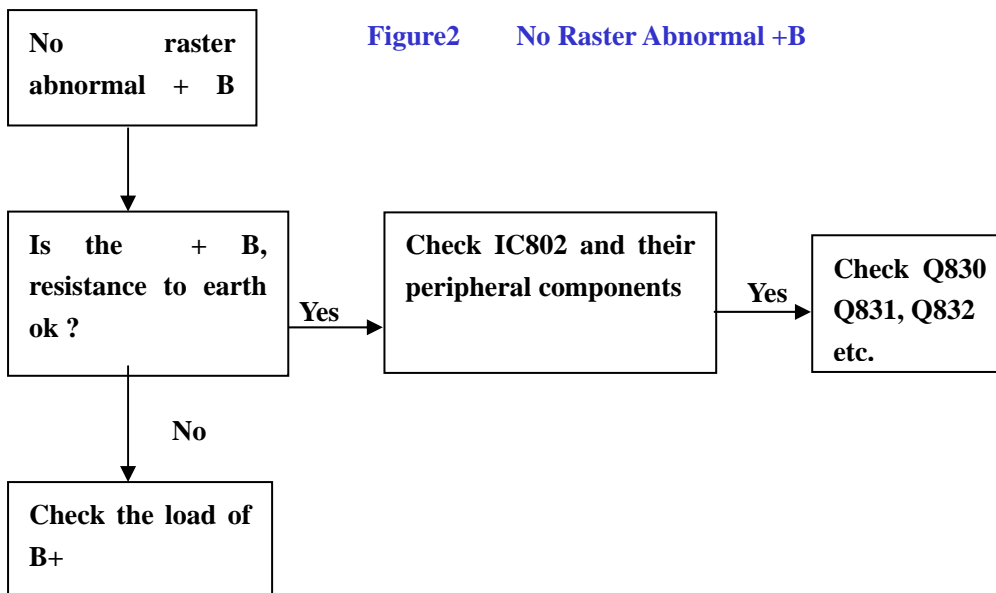 No raster
abnormal + B
Figure2 No Raster Abnormal +B
Is the + B,
resistance to earth
ok ?
Yes
Check IC802 and their
peripheral components
Yes
Check Q830
Q831, Q832
etc.
No
Check the load of
B+